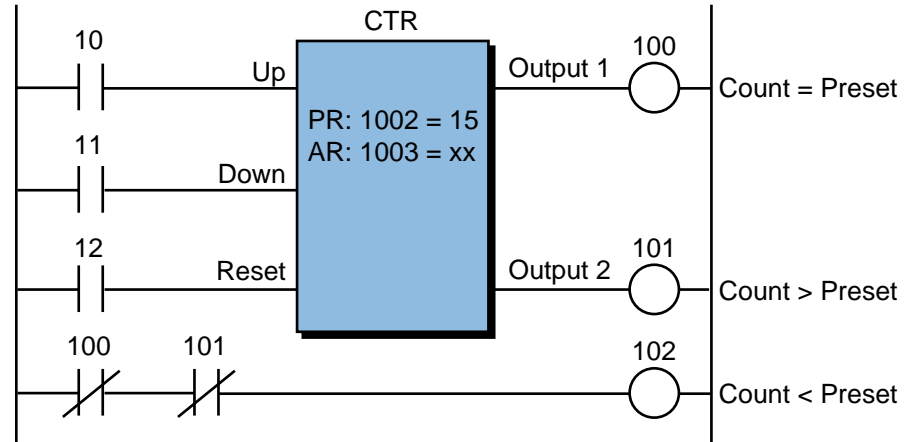 CTR
10
Up
Output 1
100
Count = Preset
PR: 1002 = 15
AR: 1003 = xx
11
Down
12
Reset
Output 2
101
Count > Preset
100
101
102
Count < Preset